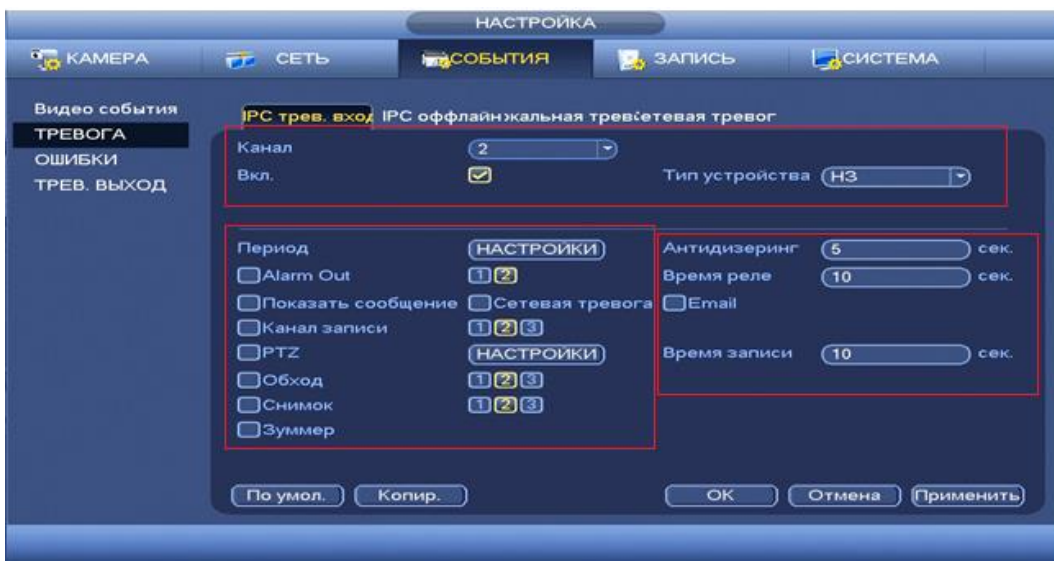 НАСТРОЙКА
КАМЕРА СЕТЬ СОБЫТИЯ ЗАПИСЬ СИСТЕМА
Видео события
ТРЕВОГА
ОШИБКИ
ТРЕВ. ВЫХОД
IPC трев. вход IPC оффлайн жальная трев сетевая тревог
Канал 2
Вкл. Тип устройства НЗ
Период НАСТРОЙКИ Антидизеринг 5 сек.
Alarm Out 1 2 Время реле 10 сек.
Показать сообщение Сетевая тревога Email
Канал записи 1 2 3
PTZ НАСТРОЙКИ Время записи 10 сек.
Обход 1 2 3
Снимок 1 2 3
Зуммер
По умол. Копир. OK Отмена Применить